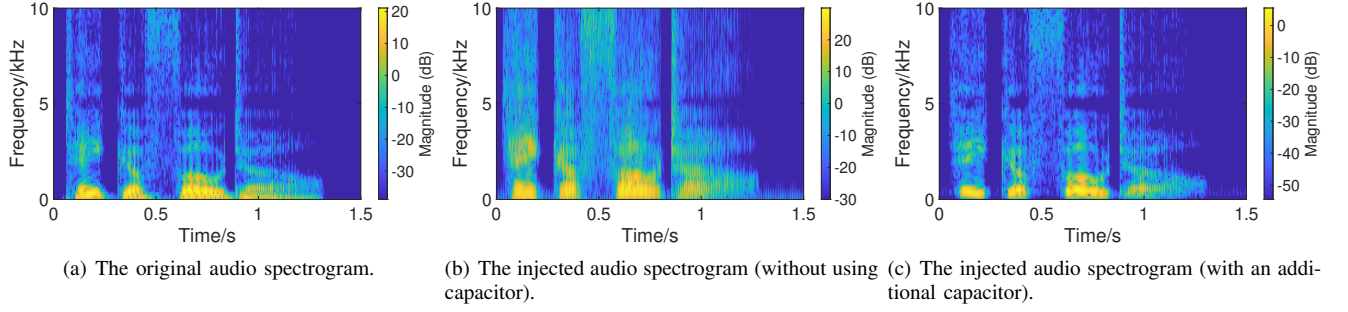 10
5
0
Frequency/kHz
0
0.5
1
1.5
Time/s
20
10
0
-10
-20
-30
Magnitude (dB)
(a) The original audio spectrogram.
10
5
0
Frequency/kHz
0
0.5
1
1.5
Time/s
20
10
0
-10
-20
-30
Magnitude (dB)
(b) The injected audio spectrogram (without using
capacitor).
10
5
0
Frequency/kHz
0
0.5
1
1.5
Time/s
0
-10
-20
-30
-40
-50
Magnitude (dB)
(c) The injected audio spectrogram (with an addi-
tional capacitor).